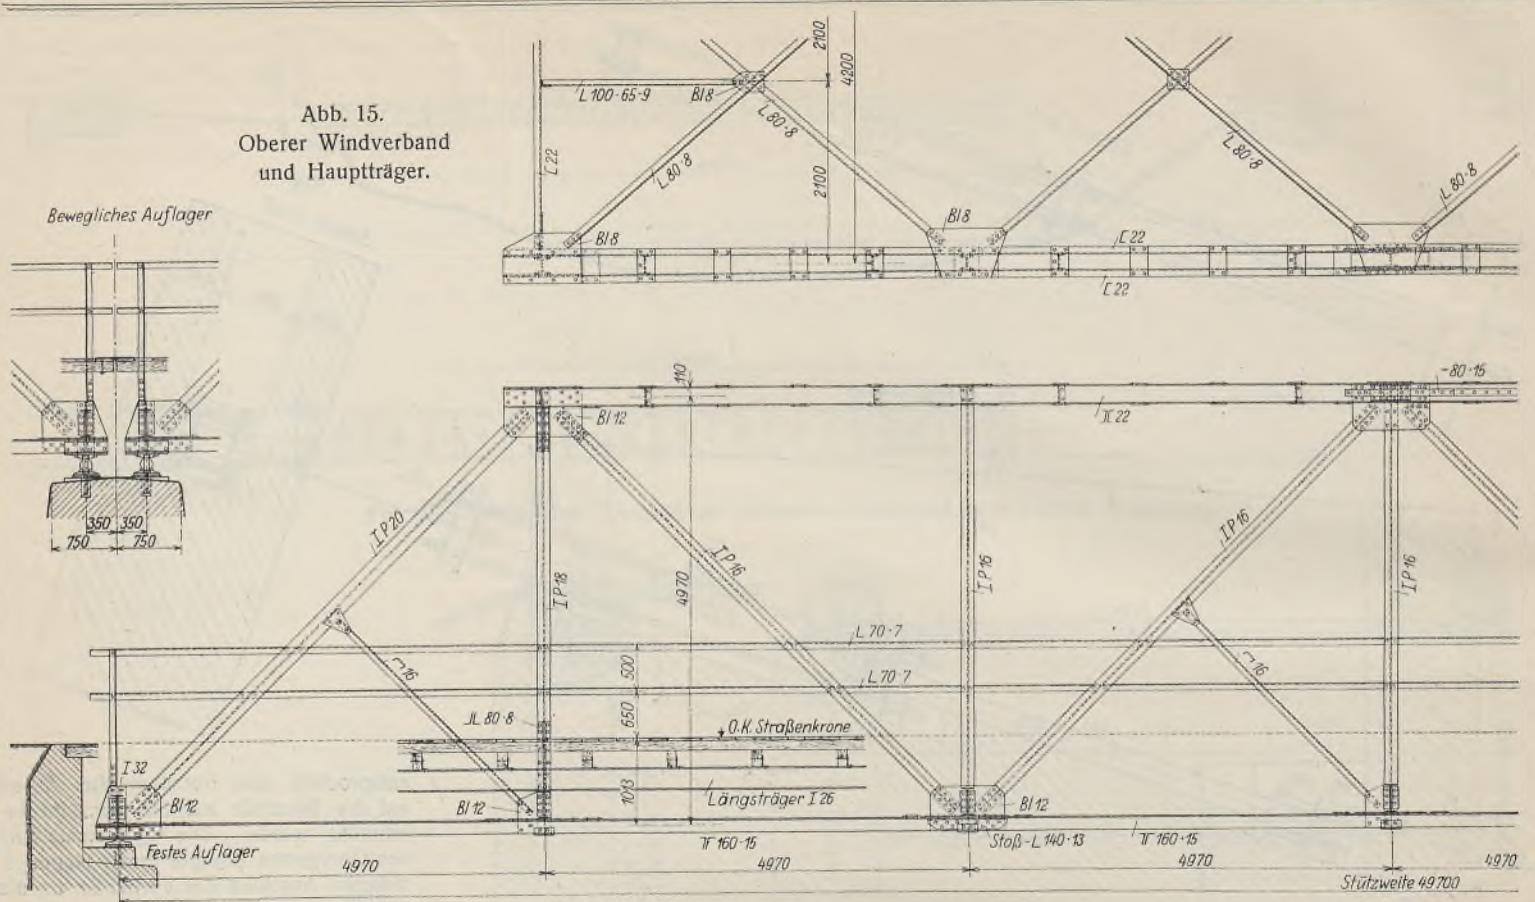 Abb. 15.
Oberer Windverband
und Hauptträger.
Bewegliches Auflager
350 350
750 750
L 100·65·9
Bl 8
2100
4200
L 80·8
[ 22
L 80·8
2100
L 80·8
L 80·8
Bl 8
Bl 8
[ 22
[ 22
110
-80·15
Bl 12
][ 22
I P 20
I P 18
I P 16
4970
I P 16
I P 16
I P 16
L 70·7
500
L 70·7
16
16
JL 80·8
650
O.K. Straßenkrone
I 32
1013
Längsträger I 26
Bl 12
Bl 12
Bl 12
160·15
Stoß-L 140·13
160·15
Festes Auflager
4970
4970
4970
4970
Stützweite 49700